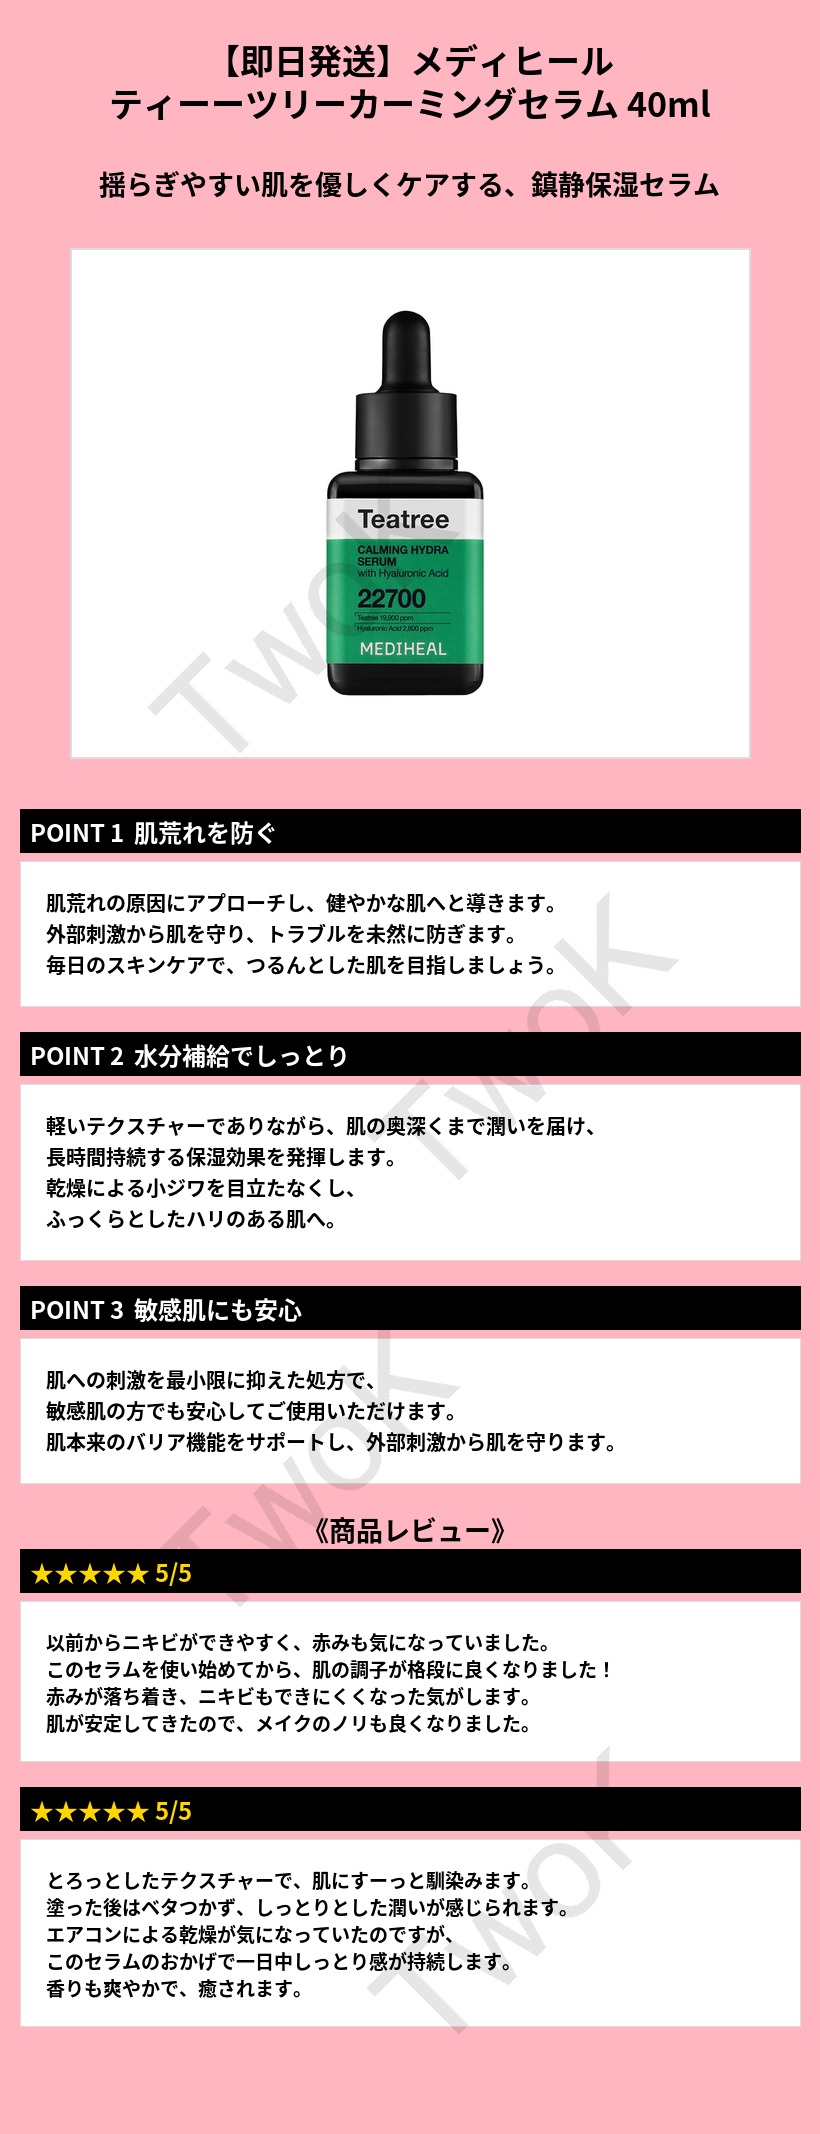 【即日発送】メディヒール
ティーーツリーカーミングセラム 40ml
揺らぎやすい肌を優しくケアする、鎮静保湿セラム
Teatree
CALMING HYDRA
SERUM
with Hyaluronic Acid
22700
Teatree 19,900 ppm
Hyaluronic Acid 2,800 ppm
MEDIHEAL
TwoK
POINT 1 肌荒れを防ぐ
肌荒れの原因にアプローチし、健やかな肌へと導きます。
外部刺激から肌を守り、トラブルを未然に防ぎます。
毎日のスキンケアで、つるんとした肌を目指しましょう。
TwoK
POINT 2 水分補給でしっとり
軽いテクスチャーでありながら、肌の奥深くまで潤いを届け、
長時間持続する保湿効果を発揮します。
乾燥による小ジワを目立たなくし、
ふっくらとしたハリのある肌へ。
POINT 3 敏感肌にも安心
肌への刺激を最小限に抑えた処方で、
敏感肌の方でも安心してご使用いただけます。
肌本来のバリア機能をサポートし、外部刺激から肌を守ります。
TwoK
《商品レビュー》
★★★★★ 5/5
以前からニキビができやすく、赤みも気になっていました。
このセラムを使い始めてから、肌の調子が格段に良くなりました！
赤みが落ち着き、ニキビもできにくくなった気がします。
肌が安定してきたので、メイクのノリも良くなりました。
★★★★★ 5/5
とろっとしたテクスチャーで、肌にすーっと馴染みます。
塗った後はベタつかず、しっとりとした潤いが感じられます。
エアコンによる乾燥が気になっていたのですが、
このセラムのおかげで一日中しっとり感が持続します。
香りも爽やかで、癒されます。
TwoK